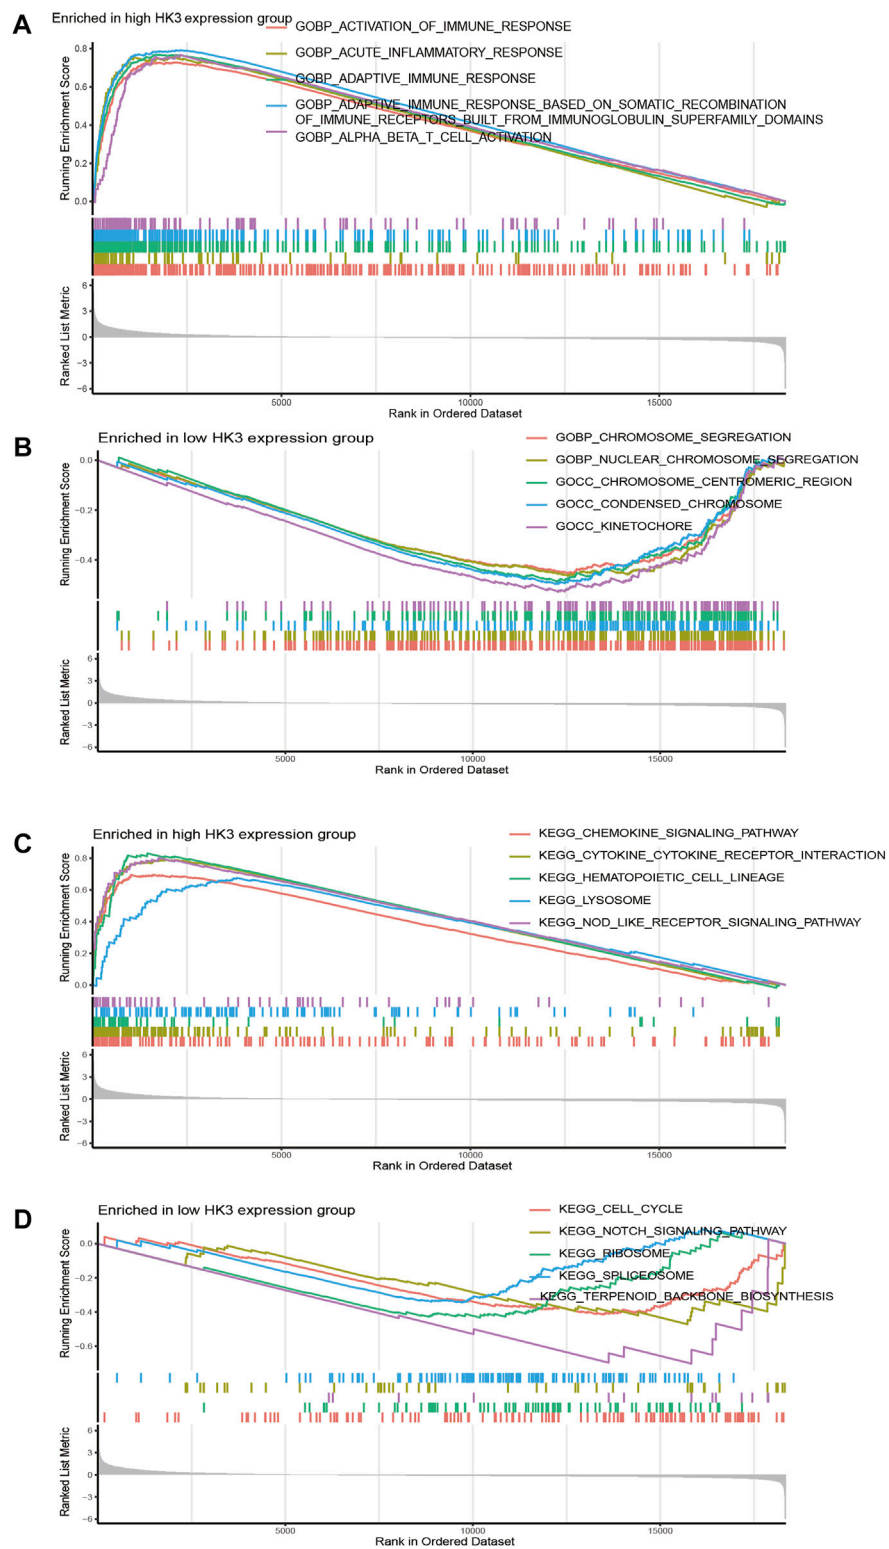 A
Enriched in high HK3 expression group
GOBP_ACTIVATION_OF_IMMUNE_RESPONSE
GOBP_ACUTE_INFLAMMATORY_RESPONSE
GOBP_ADAPTIVE_IMMUNE_RESPONSE
GOBP_ADAPTIVE_IMMUNE_RESPONSE_BASED_ON_SOMATIC_RECOMBINATION
OF_IMMUNE_RECEPTORS_BUILT_FROM_IMMUNOGLOBULIN_SUPERFAMILY_DOMAINS
GOBP_ALPHA_BETA_T_CELL_ACTIVATION
Running Enrichment Score
0.8
0.6
0.4
0.2
0.0
Ranked List Metric
6
3
0
−3
−6
5000
10000
15000
Rank in Ordered Dataset
B
Enriched in low HK3 expression group
GOBP_CHROMOSOME_SEGREGATION
GOBP_NUCLEAR_CHROMOSOME_SEGREGATION
GOCC_CHROMOSOME_CENTROMERIC_REGION
GOCC_CONDENSED_CHROMOSOME
GOCC_KINETOCHORE
Running Enrichment Score
0.0
−0.2
−0.4
Ranked List Metric
6
3
0
−3
−6
5000
10000
15000
Rank in Ordered Dataset
C
Enriched in high HK3 expression group
KEGG_CHEMOKINE_SIGNALING_PATHWAY
KEGG_CYTOKINE_CYTOKINE_RECEPTOR_INTERACTION
KEGG_HEMATOPOIETIC_CELL_LINEAGE
KEGG_LYSOSOME
KEGG_NOD_LIKE_RECEPTOR_SIGNALING_PATHWAY
Running Enrichment Score
0.8
0.6
0.4
0.2
0.0
Ranked List Metric
6
3
0
−3
−6
5000
10000
15000
Rank in Ordered Dataset
D
Enriched in low HK3 expression group
KEGG_CELL_CYCLE
KEGG_NOTCH_SIGNALING_PATHWAY
KEGG_RIBOSOME
KEGG_SPLICEOSOME
KEGG_TERPENOID_BACKBONE_BIOSYNTHESIS
Running Enrichment Score
0.0
−0.2
−0.4
−0.6
Ranked List Metric
6
3
0
−3
−6
5000
10000
15000
Rank in Ordered Dataset